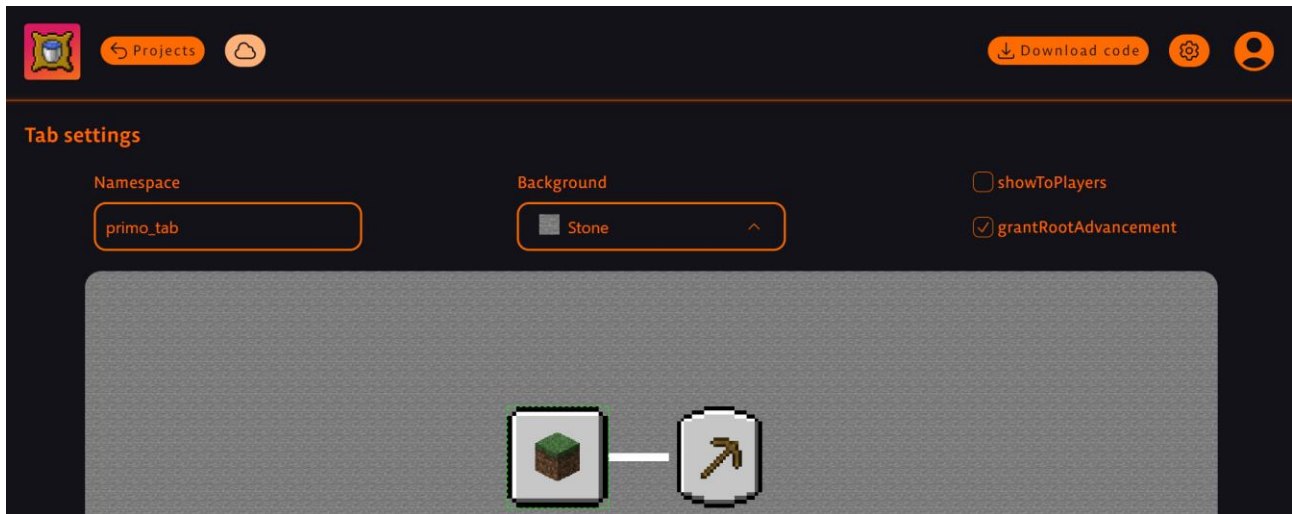 Projects
Download code
Tab settings
Namespace
Background
showToPlayers
primo_tab
Stone
grantRootAdvancement